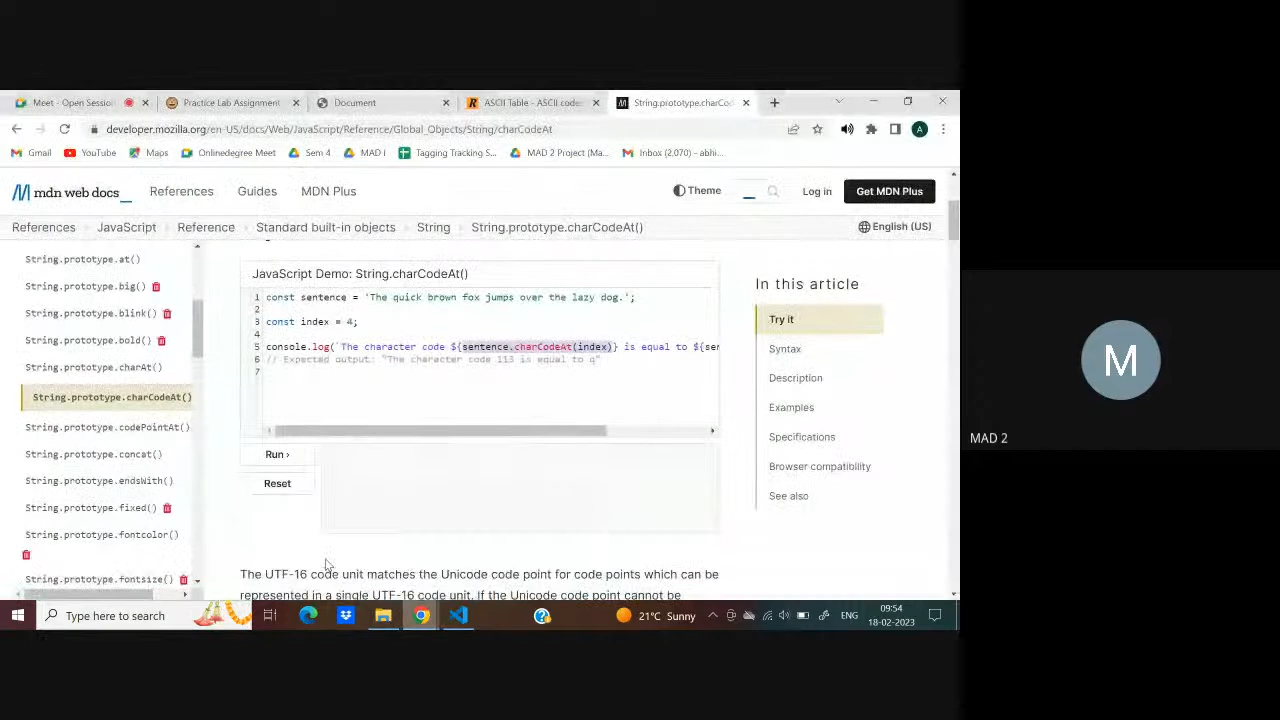 Meet - Open Sessio
Practice Lab Assignment
Document
ASCII Table - ASCII code
String.prototype.charCo
developer.mozilla.org/en-US/docs/Web/JavaScript/Reference/Global_Objects/String/charCodeAt
A
Gmail
YouTube
Maps
Onlinedegree Meet
Sem 4
MAD I
Tagging Tracking S...
MAD 2 Project (Ma...
Inbox (2,070) - abhi...
mdn web docs_
References
Guides
MDN Plus
Theme
Log in
Get MDN Plus
References
JavaScript
Reference
Standard built-in objects
String
String.prototype.charCodeAt()
English (US)
String.prototype.at()
String.prototype.big()
String.prototype.blink()
String.prototype.bold()
String.prototype.charAt()
String.prototype.charCodeAt()
String.prototype.codePointAt()
String.prototype.concat()
String.prototype.endsWith()
String.prototype.fixed()
String.prototype.fontcolor()
String.prototype.fontsize()
JavaScript Demo: String.charCodeAt()
1 const sentence = 'The quick brown fox jumps over the lazy dog.';
2
3 const index = 4;
4
5 console.log(`The character code ${sentence.charCodeAt(index)} is equal to ${sen
6 // Expected output: "The character code 113 is equal to q"
7
Run ›
Reset
The UTF-16 code unit matches the Unicode code point for code points which can be
represented in a single UTF-16 code unit. If the Unicode code point cannot be
In this article
Try it
Syntax
Description
Examples
Specifications
Browser compatibility
See also
Type here to search
21°C Sunny
ENG
09:54
18-02-2023
M
MAD 2